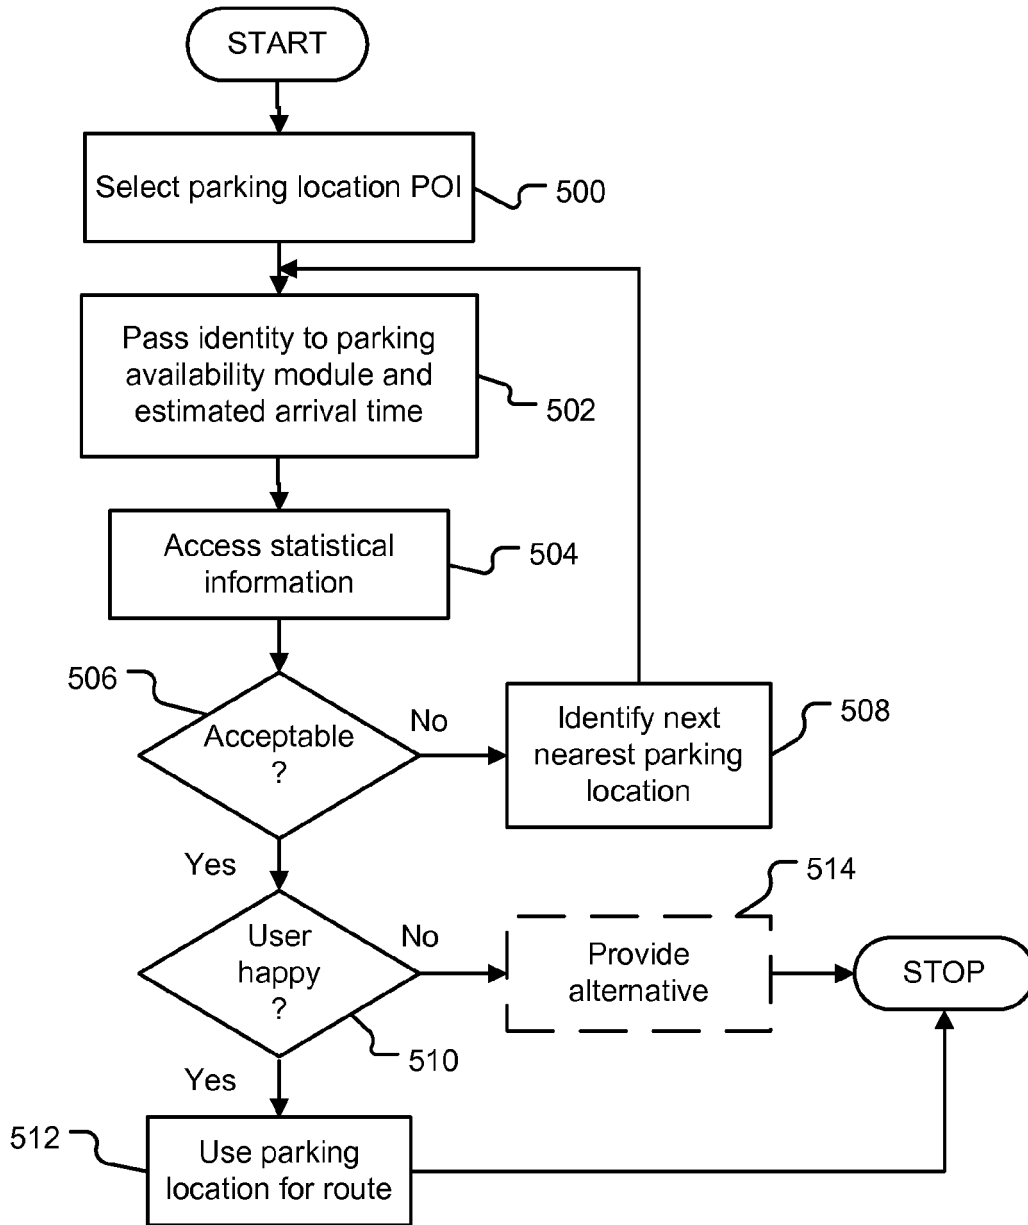 START
Select parking location POI
500
Pass identity to parking
availability module and
estimated arrival time
502
Access statistical
information
504
506
Acceptable
?
No
Identify next
nearest parking
location
508
Yes
514
User
happy
?
No
Provide
alternative
STOP
510
Yes
512
Use parking
location for route